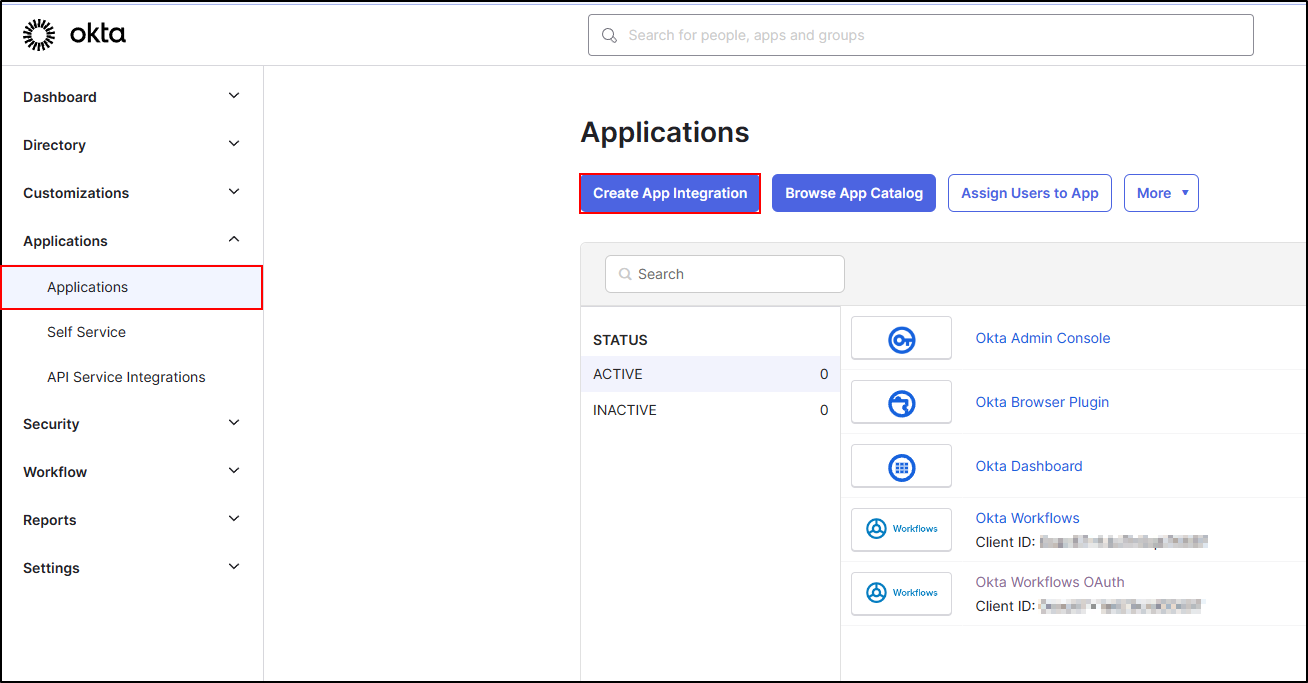 okta
Search for people, apps and groups
Dashboard
Directory
Customizations
Applications
Applications
Self Service
API Service Integrations
Security
Workflow
Reports
Settings
Applications
Create App Integration
Browse App Catalog
Assign Users to App
More
Search
STATUS
ACTIVE 0
INACTIVE 0
Okta Admin Console
Okta Browser Plugin
Okta Dashboard
Workflows
Okta Workflows
Client ID:
Workflows
Okta Workflows OAuth
Client ID: